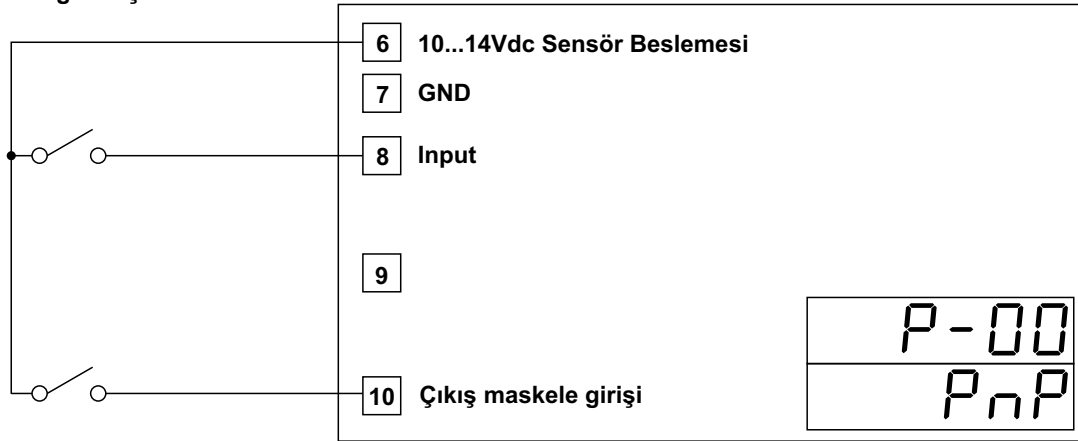 6 10...14Vdc Sensör Beslemesi
7 GND
8 Input
9
10 Çıkış maskele girişi
P-00
PnP